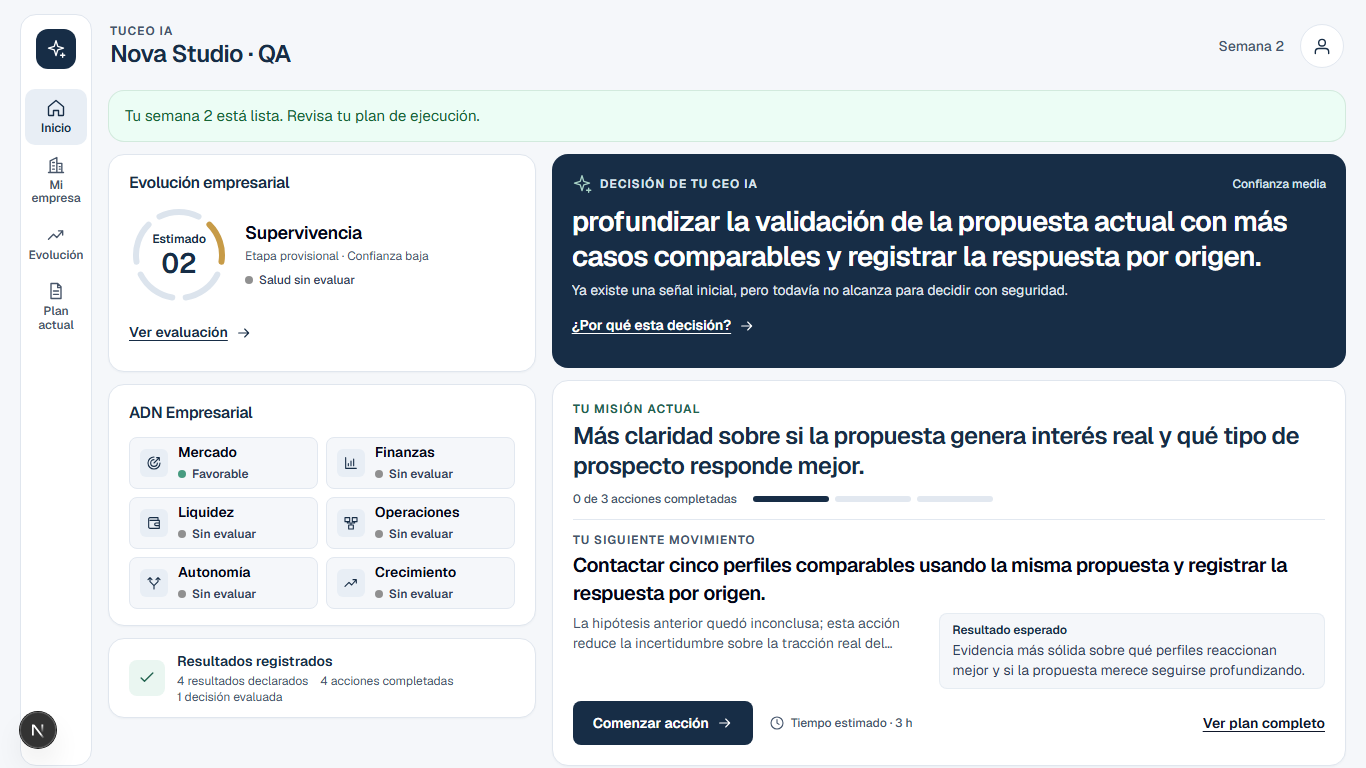 TUCEO IA
Nova Studio · QA
Semana 2
Inicio
Mi
empresa
Evolución
Plan
actual
Tu semana 2 está lista. Revisa tu plan de ejecución.
Evolución empresarial
Estimado
02
Supervivencia
Etapa provisional · Confianza baja
Salud sin evaluar
Ver evaluación
DECISIÓN DE TU CEO IA
Confianza media
profundizar la validación de la propuesta actual con más
casos comparables y registrar la respuesta por origen.
Ya existe una señal inicial, pero todavía no alcanza para decidir con seguridad.
¿Por qué esta decisión?
ADN Empresarial
Mercado
Favorable
Finanzas
Sin evaluar
Liquidez
Sin evaluar
Operaciones
Sin evaluar
Autonomía
Sin evaluar
Crecimiento
Sin evaluar
Resultados registrados
4 resultados declarados 4 acciones completadas
1 decisión evaluada
TU MISIÓN ACTUAL
Más claridad sobre si la propuesta genera interés real y qué tipo de
prospecto responde mejor.
0 de 3 acciones completadas
TU SIGUIENTE MOVIMIENTO
Contactar cinco perfiles comparables usando la misma propuesta y registrar la
respuesta por origen.
La hipótesis anterior quedó inconclusa; esta acción
reduce la incertidumbre sobre la tracción real del…
Resultado esperado
Evidencia más sólida sobre qué perfiles reaccionan
mejor y si la propuesta merece seguirse profundizando.
Comenzar acción
Tiempo estimado · 3 h
Ver plan completo
N